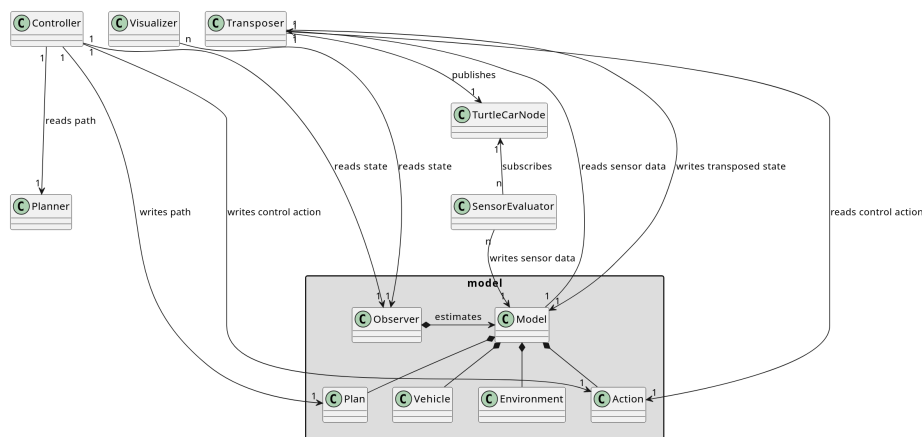 C Controller
C Visualizer
C Transposer
1
1
1
1
n
1
1
publishes
1
C TurtleCarNode
reads path
1
subscribes
reads state
reads state
reads sensor data
writes transposed state
1
n
C Planner
C SensorEvaluator
writes path
writes control action
reads control action
n
writes sensor data
model
1
1
1
1
1
C Observer
estimates
C Model
1
1
1
C Plan
C Vehicle
C Environment
C Action